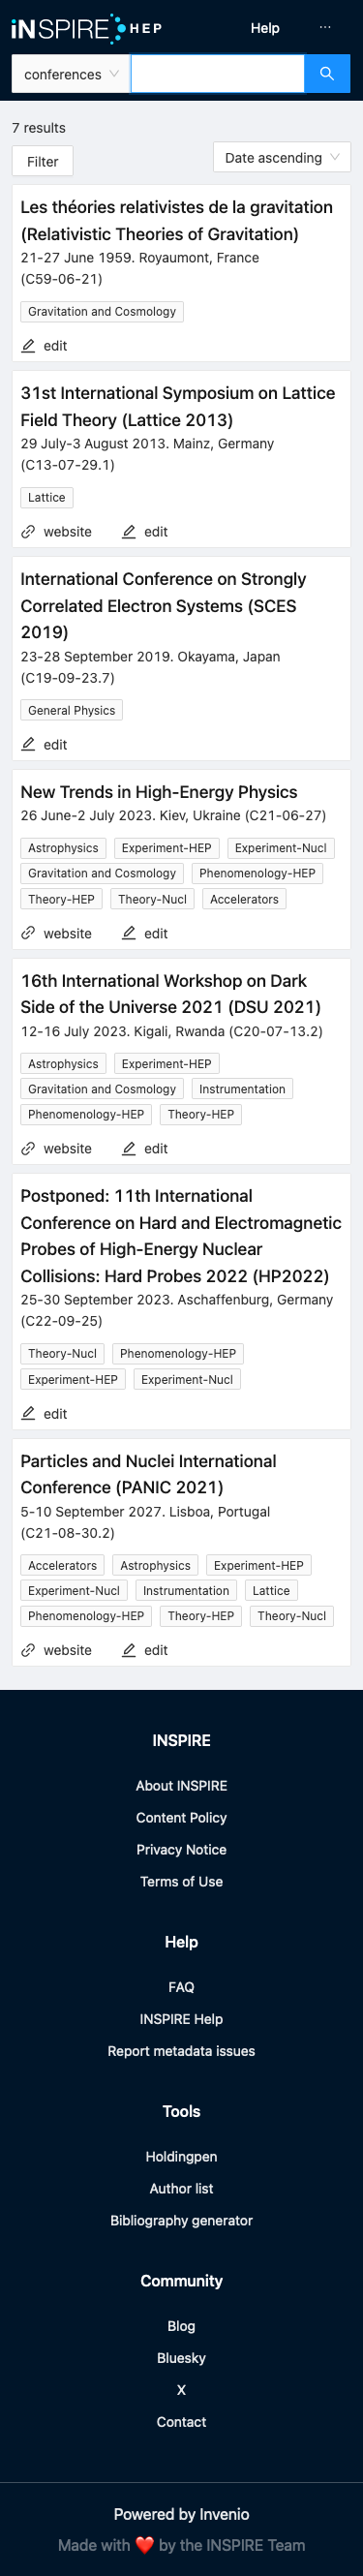 iNSPIRE HEP
Help
...
conferences
7 results
Filter
Date ascending
Les théories relativistes de la gravitation
(Relativistic Theories of Gravitation)
21-27 June 1959. Royaumont, France
(C59-06-21)
Gravitation and Cosmology
edit
31st International Symposium on Lattice
Field Theory (Lattice 2013)
29 July-3 August 2013. Mainz, Germany
(C13-07-29.1)
Lattice
website edit
International Conference on Strongly
Correlated Electron Systems (SCES
2019)
23-28 September 2019. Okayama, Japan
(C19-09-23.7)
General Physics
edit
New Trends in High-Energy Physics
26 June-2 July 2023. Kiev, Ukraine (C21-06-27)
Astrophysics Experiment-HEP Experiment-Nucl
Gravitation and Cosmology Phenomenology-HEP
Theory-HEP Theory-Nucl Accelerators
website edit
16th International Workshop on Dark
Side of the Universe 2021 (DSU 2021)
12-16 July 2023. Kigali, Rwanda (C20-07-13.2)
Astrophysics Experiment-HEP
Gravitation and Cosmology Instrumentation
Phenomenology-HEP Theory-HEP
website edit
Postponed: 11th International
Conference on Hard and Electromagnetic
Probes of High-Energy Nuclear
Collisions: Hard Probes 2022 (HP2022)
25-30 September 2023. Aschaffenburg, Germany
(C22-09-25)
Theory-Nucl Phenomenology-HEP
Experiment-HEP Experiment-Nucl
edit
Particles and Nuclei International
Conference (PANIC 2021)
5-10 September 2027. Lisboa, Portugal
(C21-08-30.2)
Accelerators Astrophysics Experiment-HEP
Experiment-Nucl Instrumentation Lattice
Phenomenology-HEP Theory-HEP Theory-Nucl
website edit
INSPIRE
About INSPIRE
Content Policy
Privacy Notice
Terms of Use
Help
FAQ
INSPIRE Help
Report metadata issues
Tools
Holdingpen
Author list
Bibliography generator
Community
Blog
Bluesky
X
Contact
Powered by Invenio
Made with ❤️ by the INSPIRE Team